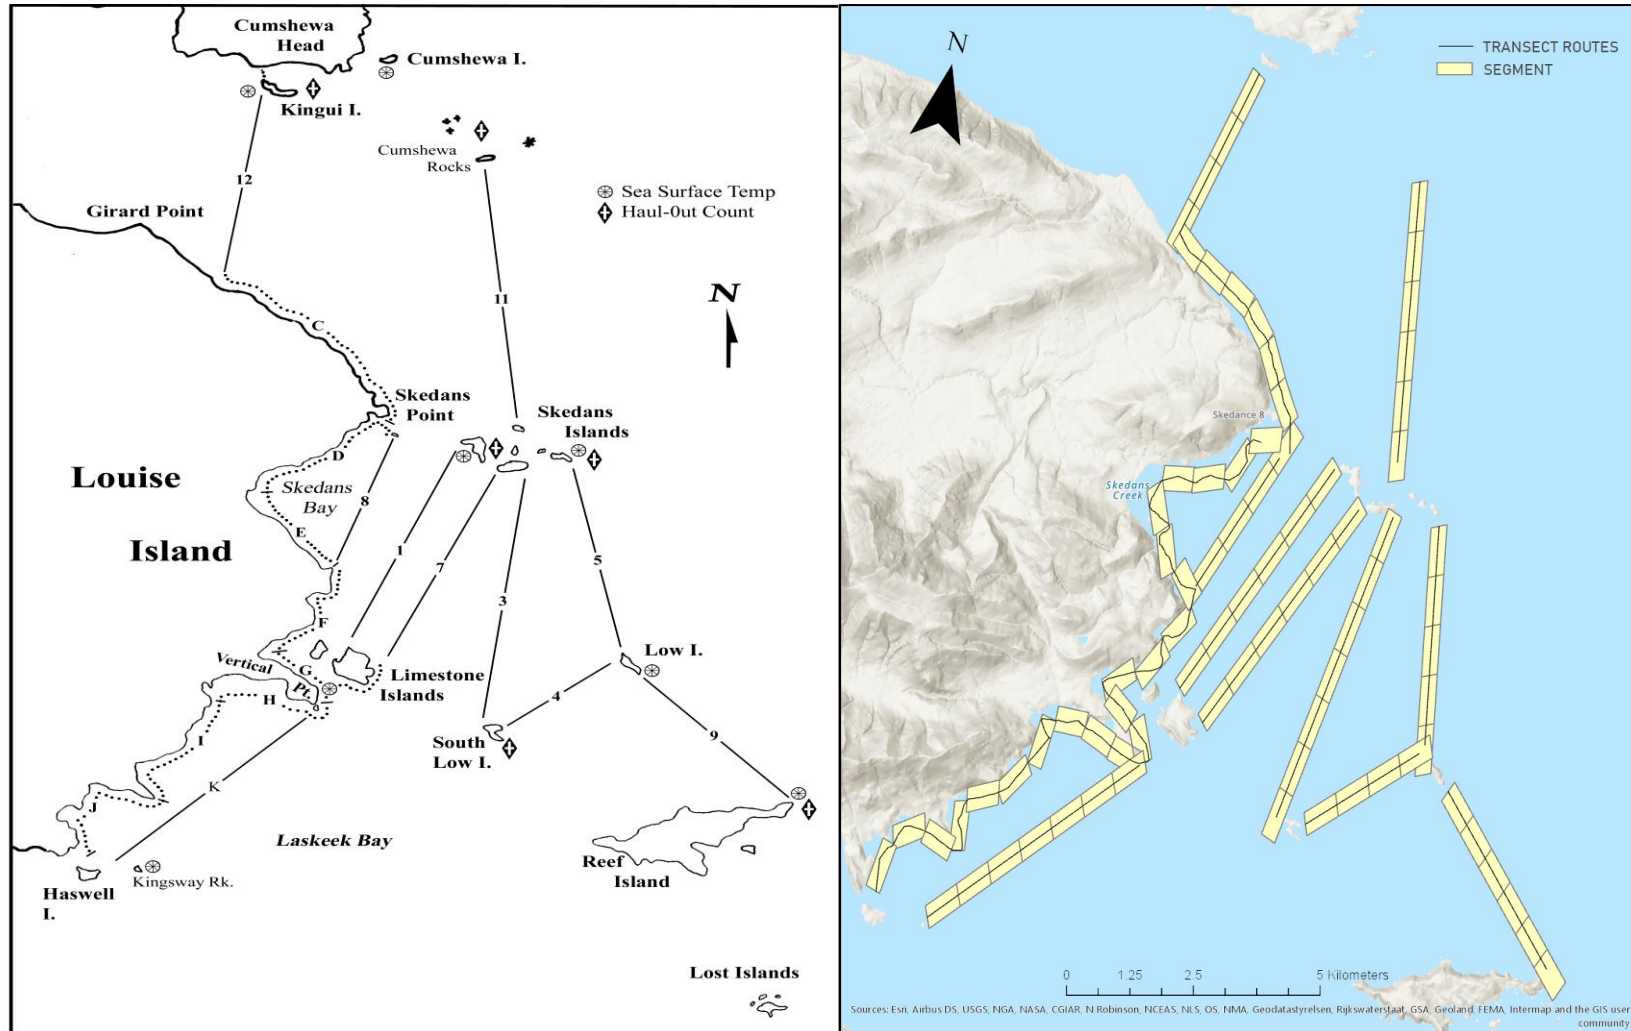 Cumshewa
Head
Cumshewa I.
Kingui I.
Cumshewa
Rocks
12
Sea Surface Temp
Haul-0ut Count
Girard Point
N
11
C
Skedans
Point
Skedans
Islands
D
Louise
Skedans
Bay
8
E
Island
1
7
5
3
F
Vertical
Pt.
G
H
Limestone
Islands
Low I.
4
I
South
Low I.
9
K
J
Laskeek Bay
Reef
Island
Haswell
I.
Kingsway Rk.
Lost Islands
N
TRANSECT ROUTES
SEGMENT
Skedance 8
Skedans
Creek
0 1.25 2.5 5 Kilometers
Sources: Esri, Airbus DS, USGS, NGA, NASA, CGIAR, N Robinson, NCEAS, NLS, OS, NMA, Geodatastyrelsen, Rijkswaterstaat, GSA, Geoland, FEMA, Intermap and the GIS user
community